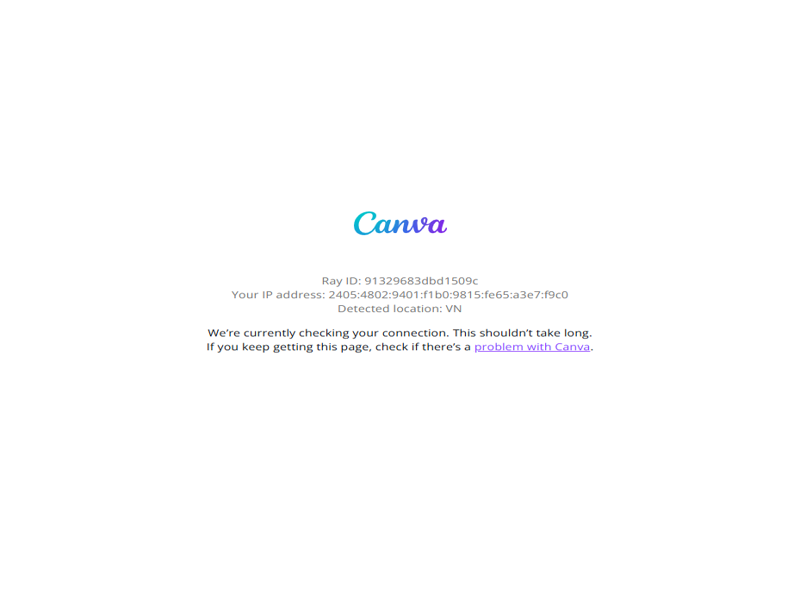 Canva
Ray ID: 91329683dbd1509c
Your IP address: 2405:4802:9401:f1b0:9815:fe65:a3e7:f9c0
Detected location: VN
We’re currently checking your connection. This shouldn’t take long.
If you keep getting this page, check if there’s a problem with Canva.